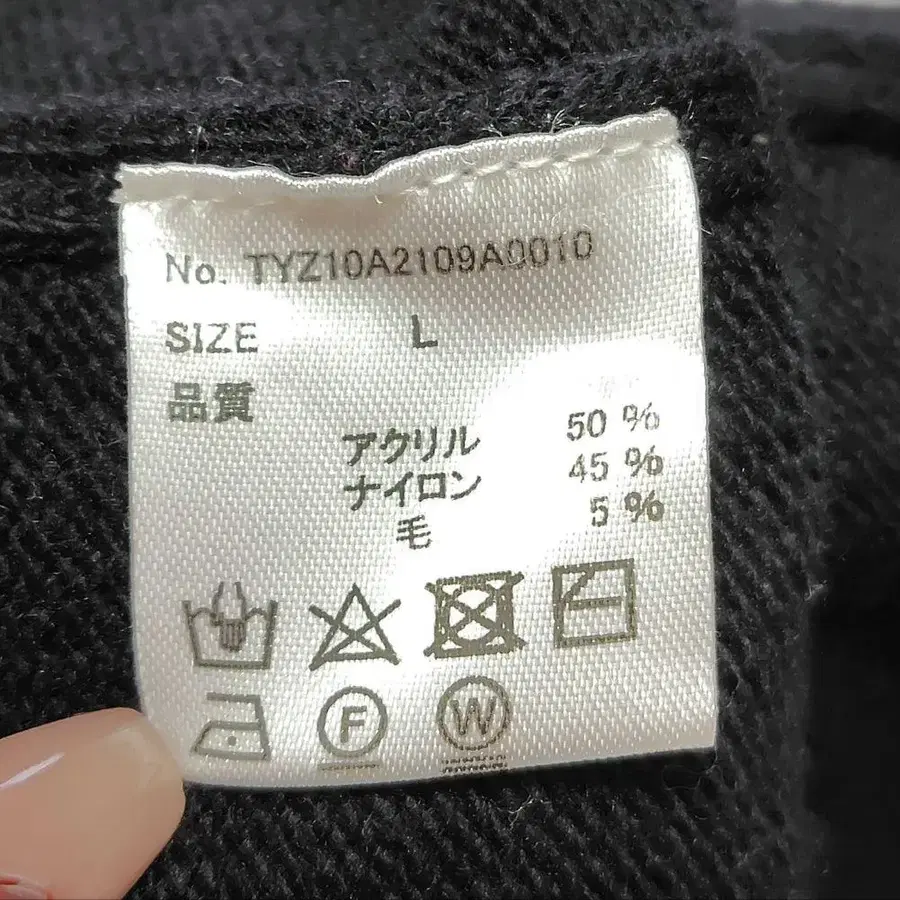 No. TYZ10A2109A0010
SIZE L
品質
アクリル 50 %
ナイロン 45 %
毛 5 %
F W